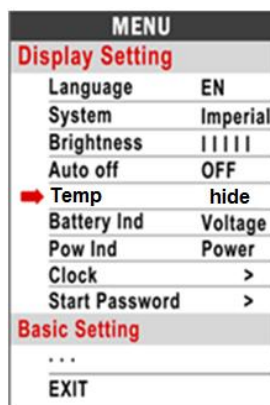 MENU
Display Setting
Language EN
System Imperial
Brightness | | | | |
Auto off OFF
Temp hide
Battery Ind Voltage
Pow Ind Power
Clock >
Start Password >
Basic Setting
...
EXIT